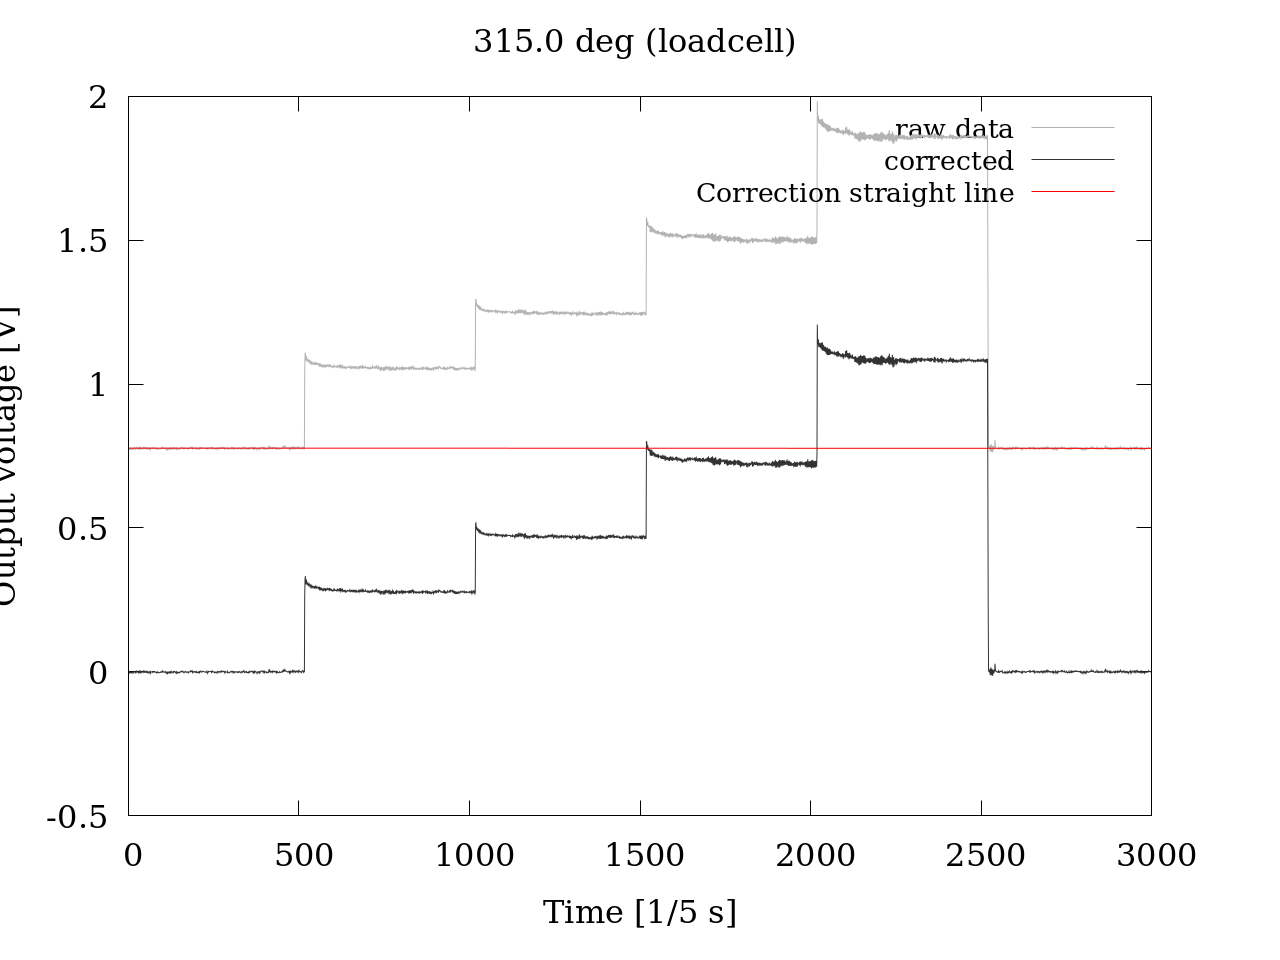 315.0 deg (loadcell)
2
1.5
1
0.5
0
-0.5
Output voltage [V]
raw data
corrected
Correction straight line
0 500 1000 1500 2000 2500 3000
Time [1/5 s]